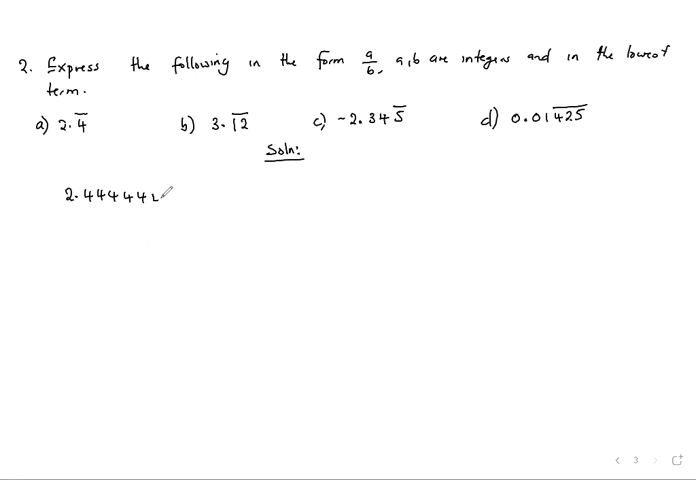 2. Express the following in the form a/b, a,b are integers and in the lowest
term.
a) 2.4̅ b) 3.1̅2̅ c) -2.345̅ d) 0.014̅2̅5̅
Soln:
2.44444
3